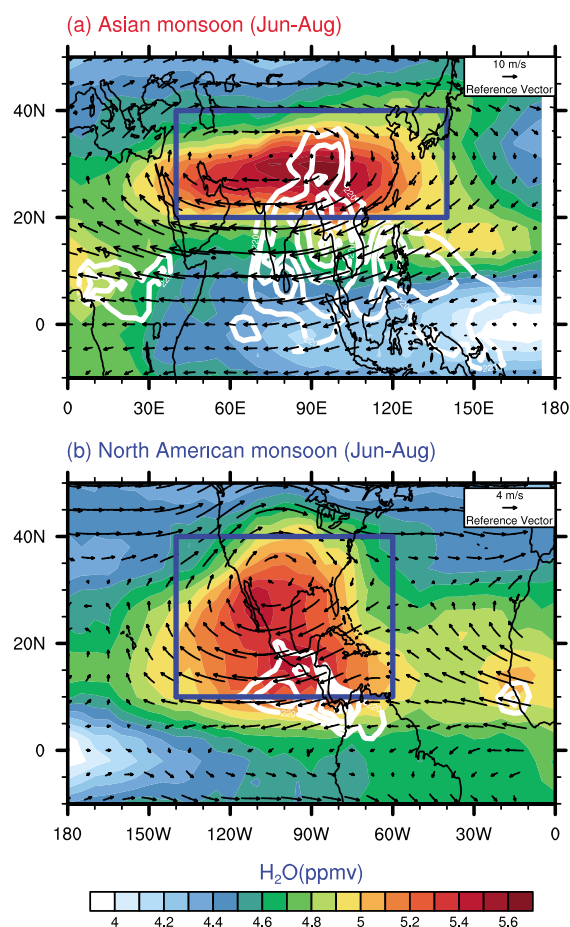 (a) Asian monsoon (Jun-Aug)
10 m/s
Reference Vector
40N
20N
0
0 30E 60E 90E 120E 150E 180
(b) North American monsoon (Jun-Aug)
4 m/s
Reference Vector
40N
20N
0
180 150W 120W 90W 60W 30W 0
H₂O(ppmv)
4 4.2 4.4 4.6 4.8 5 5.2 5.4 5.6